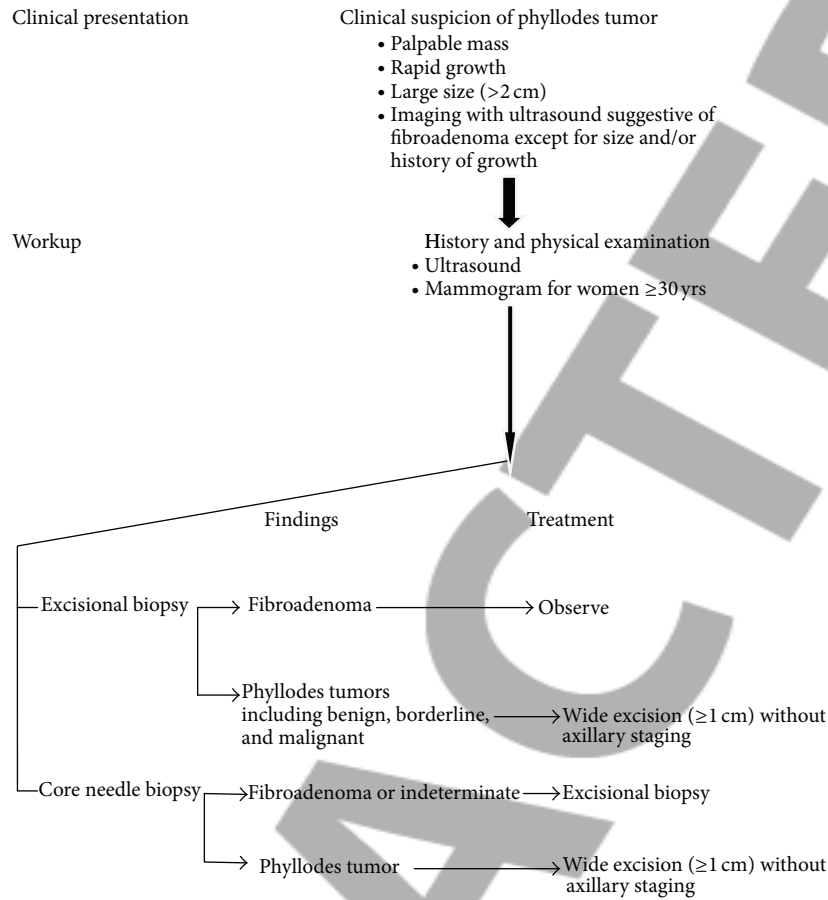 Clinical presentation
Clinical suspicion of phyllodes tumor
• Palpable mass
• Rapid growth
• Large size (>2 cm)
• Imaging with ultrasound suggestive of
fibroadenoma except for size and/or
history of growth
Workup
History and physical examination
• Ultrasound
• Mammogram for women ≥30 yrs
Findings
Treatment
Excisional biopsy
Fibroadenoma
Observe
Phyllodes tumors
including benign, borderline,
and malignant
Wide excision (≥1 cm) without
axillary staging
Core needle biopsy
Fibroadenoma or indeterminate
Excisional biopsy
Phyllodes tumor
Wide excision (≥1 cm) without
axillary staging